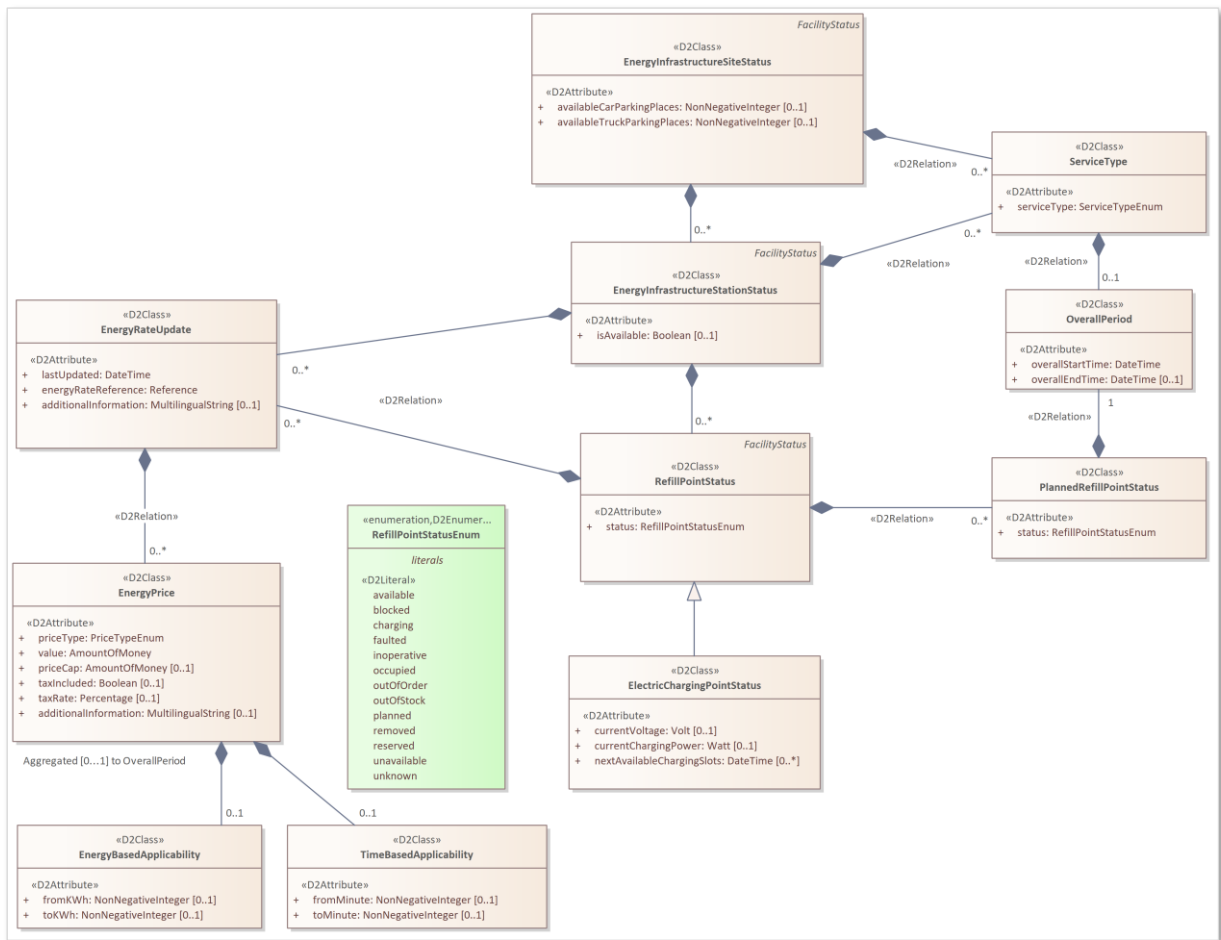 FacilityStatus
«D2Class»
EnergyInfrastructureSiteStatus
«D2Attribute»
+ availableCarParkingPlaces: NonNegativeInteger [0..1]
+ availableTruckParkingPlaces: NonNegativeInteger [0..1]
«D2Relation»
0..*
«D2Class»
ServiceType
«D2Attribute»
+ serviceType: ServiceTypeEnum
0..*
0..*
«D2Relation»
FacilityStatus
«D2Class»
EnergyInfrastructureStationStatus
«D2Attribute»
+ isAvailable: Boolean [0..1]
«D2Relation»
0..1
«D2Class»
OverallPeriod
«D2Attribute»
+ overallStartTime: DateTime
+ overallEndTime: DateTime [0..1]
1
«D2Relation»
«D2Class»
EnergyRateUpdate
«D2Attribute»
+ lastUpdated: DateTime
+ energyRateReference: Reference
+ additionalInformation: MultilingualString [0..1]
0..*
«D2Relation»
0..*
0..*
FacilityStatus
«D2Class»
RefillPointStatus
«D2Attribute»
+ status: RefillPointStatusEnum
«D2Relation»
0..*
«D2Class»
PlannedRefillPointStatus
«D2Attribute»
+ status: RefillPointStatusEnum
«D2Relation»
0..*
«enumeration,D2Enumer...
RefillPointStatusEnum
literals
«D2Literal»
available
blocked
charging
faulted
inoperative
occupied
outOfOrder
outOfStock
planned
removed
reserved
unavailable
unknown
«D2Class»
EnergyPrice
«D2Attribute»
+ priceType: PriceTypeEnum
+ value: AmountOfMoney
+ priceCap: AmountOfMoney [0..1]
+ taxIncluded: Boolean [0..1]
+ taxRate: Percentage [0..1]
+ additionalInformation: MultilingualString [0..1]
«D2Class»
ElectricChargingPointStatus
«D2Attribute»
+ currentVoltage: Volt [0..1]
+ currentChargingPower: Watt [0..1]
+ nextAvailableChargingSlots: DateTime [0..*]
Aggregated [0...1] to OverallPeriod
0..1
0..1
«D2Class»
EnergyBasedApplicability
«D2Attribute»
+ fromKWh: NonNegativeInteger [0..1]
+ toKWh: NonNegativeInteger [0..1]
«D2Class»
TimeBasedApplicability
«D2Attribute»
+ fromMinute: NonNegativeInteger [0..1]
+ toMinute: NonNegativeInteger [0..1]